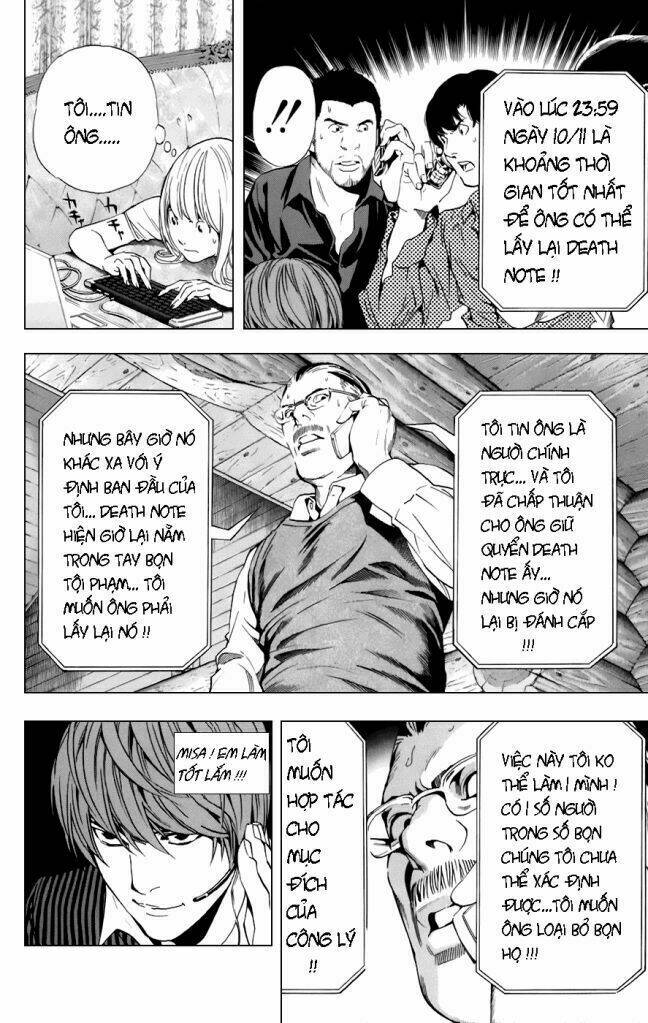 TÔI....TIN
ÔNG.....
!!
VÀO LÚC 23:59
NGÀY 10/11 LÀ
KHOẢNG THỜI
GIAN TỐT NHẤT
ĐỂ ÔNG CÓ THỂ
LẤY LẠI DEATH
NOTE !!
NHƯNG BÂY GIỜ NÓ
KHÁC XA VỚI Ý
ĐỊNH BAN ĐẦU CỦA
TÔI... DEATH NOTE
HIỆN GIỜ LẠI NẰM
TRONG TAY BỌN
TỘI PHẠM... TÔI
MUỐN ÔNG PHẢI
LẤY LẠI NÓ !!
TÔI TIN ÔNG LÀ
NGƯỜI CHÍNH
TRỰC... VÀ TÔI
ĐÃ CHẤP THUẬN
CHO ÔNG GIỮ
QUYỂN DEATH
NOTE ẤY...
NHƯNG GIỜ NÓ
LẠI BỊ ĐÁNH CẮP
!!!
MISA ! EM LÀM
TỐT LẮM !!!
TÔI
MUỐN
HỢP TÁC
CHO
MỤC
ĐÍCH
CỦA
CÔNG LÝ
!!
VIỆC NÀY TÔI KO
THỂ LÀM 1 MÌNH !
CÓ 1 SỐ NGƯỜI
TRONG SỐ BỌN
CHÚNG TÔI CHƯA
THỂ XÁC ĐỊNH
ĐƯỢC...TÔI MUỐN
ÔNG LOẠI BỎ BỌN
HỌ !!!